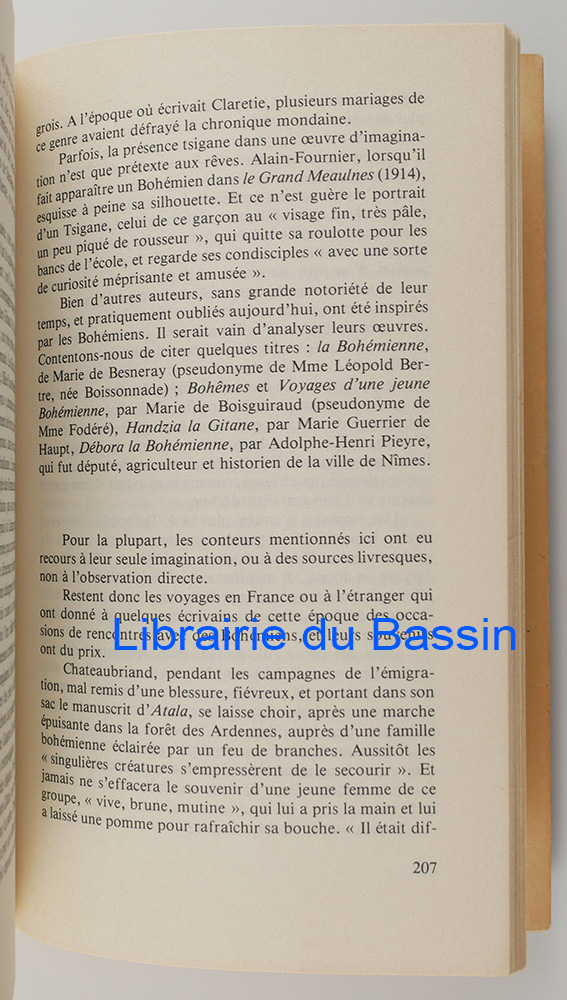 grois. A l'époque où écrivait Claretie, plusieurs mariages de
ce genre avaient défrayé la chronique mondaine.
Parfois, la présence tsigane dans une œuvre d'imagina-
tion n'est que prétexte aux rêves. Alain-Fournier, lorsqu'il
fait apparaître un Bohémien dans le Grand Meaulnes (1914),
esquisse à peine sa silhouette. Et ce n'est guère le portrait
d'un Tsigane, celui de ce garçon au « visage fin, très pâle,
un peu piqué de rousseur », qui quitte sa roulotte pour les
bancs de l'école, et regarde ses condisciples « avec une sorte
de curiosité méprisante et amusée ».
Bien d'autres auteurs, sans grande notoriété de leur
temps, et pratiquement oubliés aujourd'hui, ont été inspirés
par les Bohémiens. Il serait vain d'analyser leurs œuvres.
Contentons-nous de citer quelques titres : la Bohémienne,
de Marie de Besneray (pseudonyme de Mme Léopold Ber-
tre, née Boissonnade) ; Bohêmes et Voyages d'une jeune
Bohémienne, par Marie de Boisguiraud (pseudonyme de
Mme Fodéré), Handzia la Gitane, par Marie Guerrier de
Haupt, Débora la Bohémienne, par Adolphe-Henri Pieyre,
qui fut député, agriculteur et historien de la ville de Nîmes.
Pour la plupart, les conteurs mentionnés ici ont eu
recours à leur seule imagination, ou à des sources livresques,
non à l'observation directe.
Restent donc les voyages en France ou à l'étranger qui
ont donné à quelques écrivains de cette époque des occa-
sions de rencontres avec des Bohémiens, et leurs souvenirs
ont du prix.
Librairie du Bassin
Chateaubriand, pendant les campagnes de l'émigra-
tion, mal remis d'une blessure, fiévreux, et portant dans son
sac le manuscrit d'Atala, se laisse choir, après une marche
épuisante dans la forêt des Ardennes, auprès d'une famille
bohémienne éclairée par un feu de branches. Aussitôt les
« singulières créatures s'empressèrent de le secourir ». Et
jamais ne s'effacera le souvenir d'une jeune femme de ce
groupe, « vive, brune, mutine », qui lui a pris la main et lui
a laissé une pomme pour rafraîchir sa bouche. « Il était dif-
207